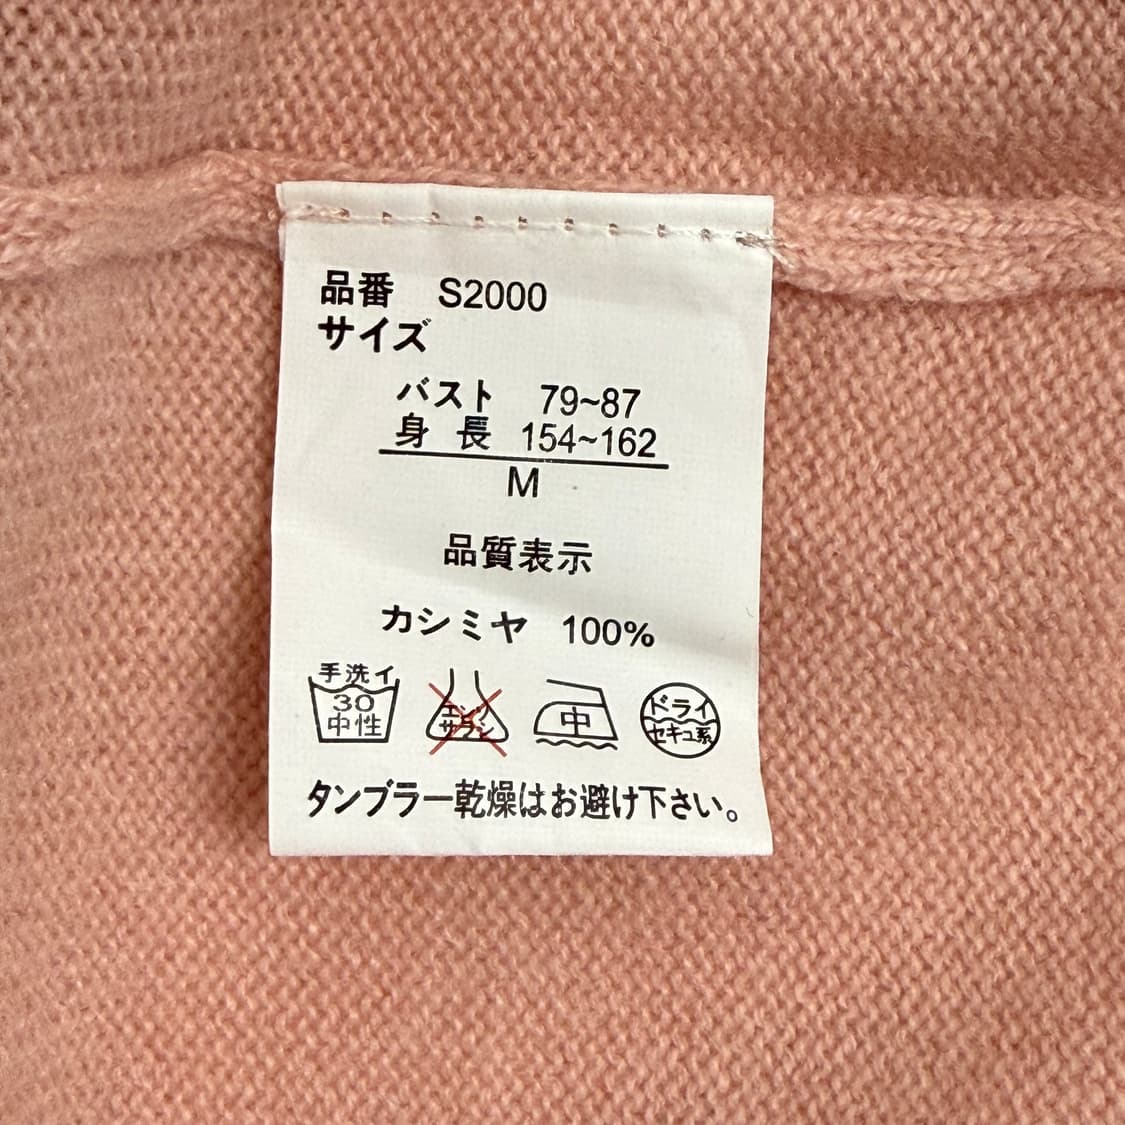 品番 S2000
サイズ
バスト 79~87
身長 154~162
M
品質表示
カシミヤ 100%
手洗イ
30
中性
エンソ
サラシ
中
ドライ
セキユ系
タンブラー乾燥はお避け下さい。